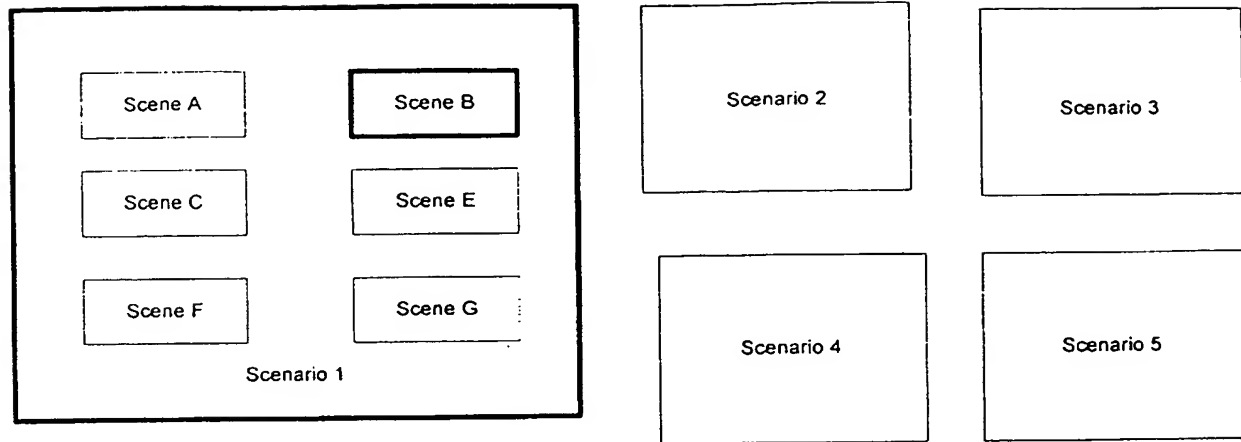 Scene A
Scene B
Scene C
Scene E
Scene F
Scene G
Scenario 1
Scenario 2
Scenario 3
Scenario 4
Scenario 5